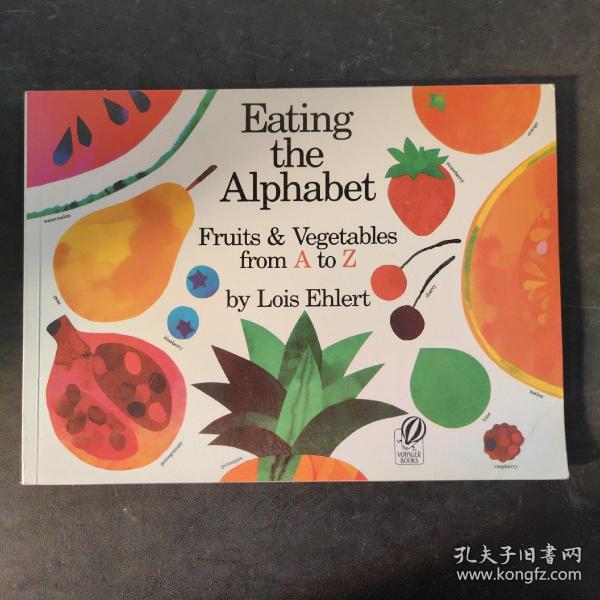 Eating
the
Alphabet
Fruits & Vegetables
from A to Z
by Lois Ehlert
watermelon
orange
strawberry
pear
blueberry
cherry
melon
lime
pomegranate
pineapple
raspberry
VOYAGER
BOOKS
孔夫子旧書网
www.kongfz.com